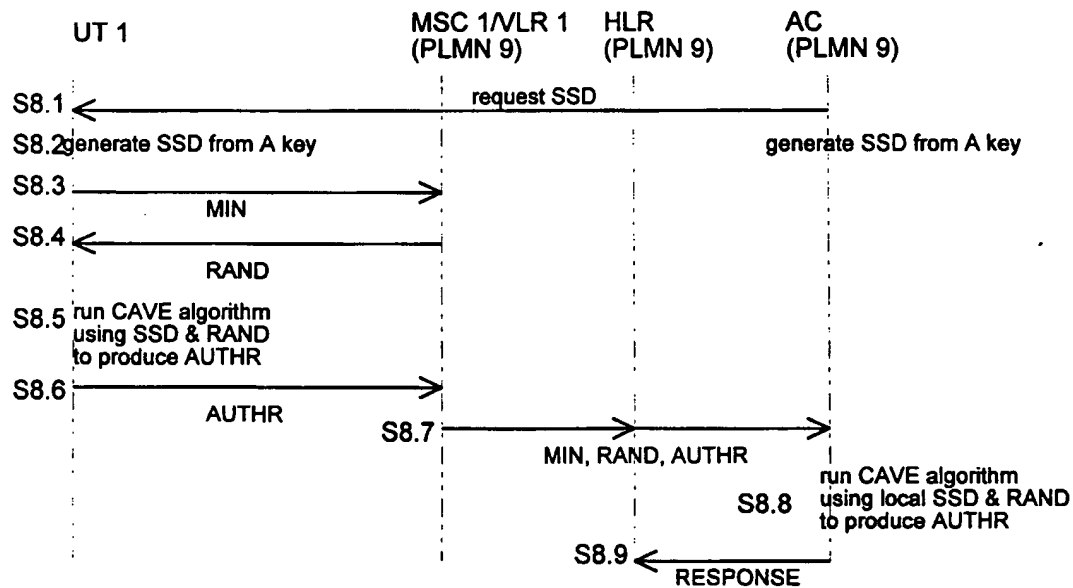 UT 1
MSC 1/VLR 1
(PLMN 9)
HLR
(PLMN 9)
AC
(PLMN 9)
S8.1
request SSD
S8.2
generate SSD from A key
generate SSD from A key
S8.3
MIN
S8.4
RAND
S8.5
run CAVE algorithm
using SSD & RAND
to produce AUTHR
S8.6
AUTHR
S8.7
MIN, RAND, AUTHR
S8.8
run CAVE algorithm
using local SSD & RAND
to produce AUTHR
S8.9
RESPONSE